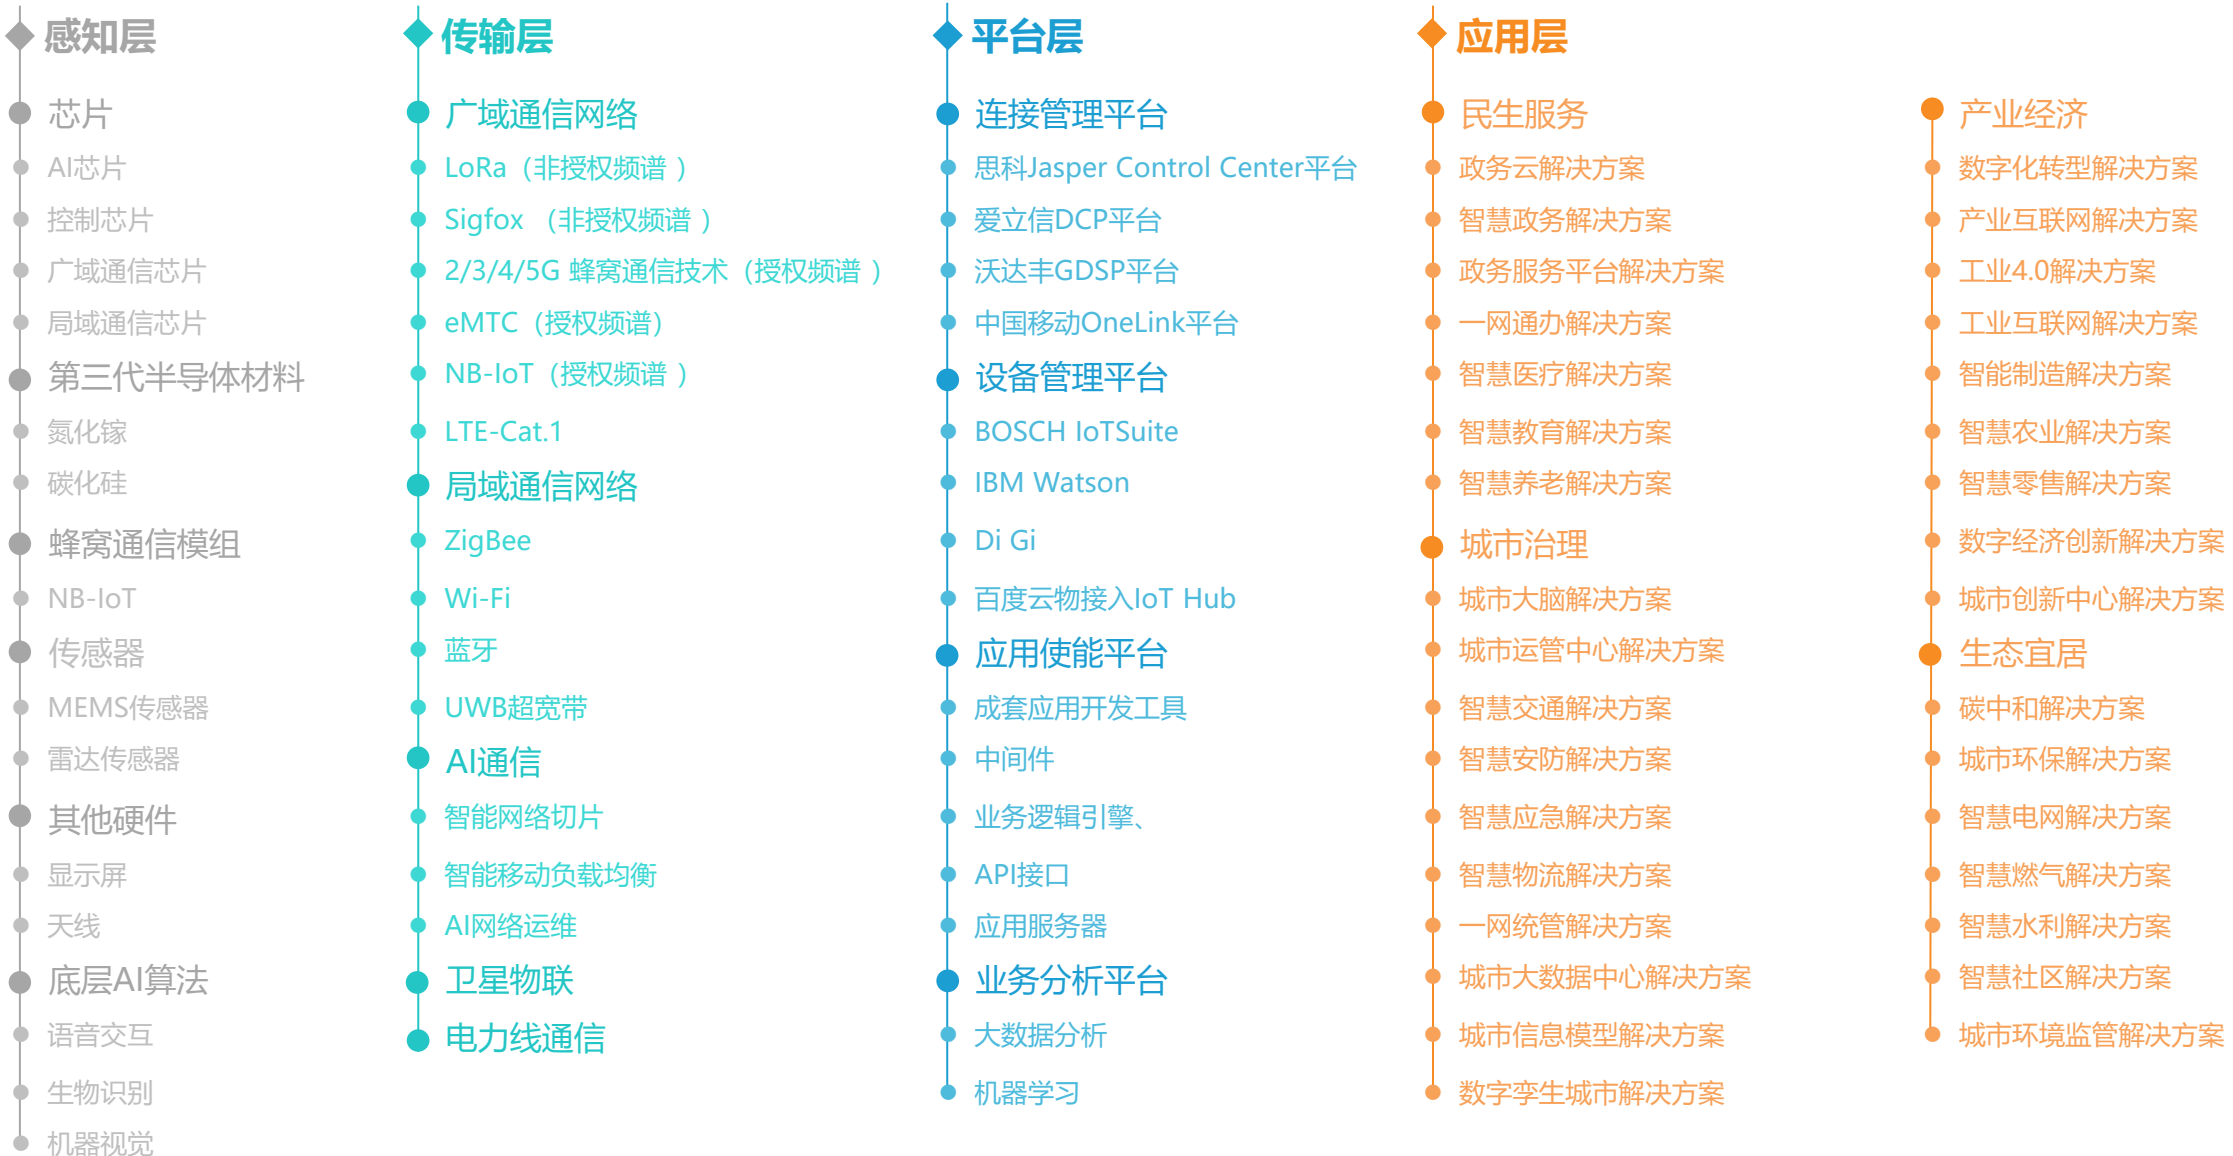 感知层
芯片
AI芯片
控制芯片
广域通信芯片
局域通信芯片
第三代半导体材料
氮化镓
碳化硅
蜂窝通信模组
NB-IoT
传感器
MEMS传感器
雷达传感器
其他硬件
显示屏
天线
底层AI算法
语音交互
生物识别
机器视觉
传输层
广域通信网络
LoRa（非授权频谱 ）
Sigfox （非授权频谱 ）
2/3/4/5G 蜂窝通信技术（授权频谱 ）
eMTC（授权频谱）
NB-IoT（授权频谱 ）
LTE-Cat.1
局域通信网络
ZigBee
Wi-Fi
蓝牙
UWB超宽带
AI通信
智能网络切片
智能移动负载均衡
AI网络运维
卫星物联
电力线通信
平台层
连接管理平台
思科Jasper Control Center平台
爱立信DCP平台
沃达丰GDSP平台
中国移动OneLink平台
设备管理平台
BOSCH IoTSuite
IBM Watson
Di Gi
百度云物接入IoT Hub
应用使能平台
成套应用开发工具
中间件
业务逻辑引擎、
API接口
应用服务器
业务分析平台
大数据分析
机器学习
应用层
民生服务
政务云解决方案
智慧政务解决方案
政务服务平台解决方案
一网通办解决方案
智慧医疗解决方案
智慧教育解决方案
智慧养老解决方案
城市治理
城市大脑解决方案
城市运管中心解决方案
智慧交通解决方案
智慧安防解决方案
智慧应急解决方案
智慧物流解决方案
一网统管解决方案
城市大数据中心解决方案
城市信息模型解决方案
数字孪生城市解决方案
产业经济
数字化转型解决方案
产业互联网解决方案
工业4.0解决方案
工业互联网解决方案
智能制造解决方案
智慧农业解决方案
智慧零售解决方案
数字经济创新解决方案
城市创新中心解决方案
生态宜居
碳中和解决方案
城市环保解决方案
智慧电网解决方案
智慧燃气解决方案
智慧水利解决方案
智慧社区解决方案
城市环境监管解决方案